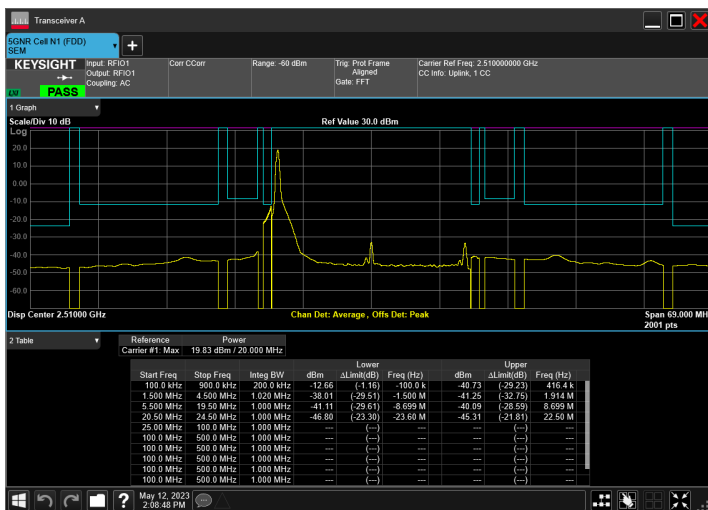 Transceiver A
5GNR Cell N1 (FDD)
SEM
KEYSIGHT
LXI
PASS
Input: RFIO1
Output: RFIO1
Coupling: AC
Corr CCorr
Range: -60 dBm
Trig: Prot Frame
Aligned
Gate: FFT
Carrier Ref Freq: 2.510000000 GHz
CC Info: Uplink, 1 CC
1 Graph
Scale/Div 10 dB
Ref Value 30.0 dBm
Log
20.0
10.0
0.00
-10.0
-20.0
-30.0
-40.0
-50.0
-60.0
Disp Center 2.51000 GHz
Chan Det: Average, Offs Det: Peak
Span 69.000 MH
2001 pts
2 Table
Reference Power
Carrier #1: Max 19.83 dBm / 20.000 MHz
Lower Upper
Start Freq Stop Freq Integ BW dBm ΔLimit(dB) Freq (Hz) dBm ΔLimit(dB) Freq (Hz)
100.0 kHz 900.0 kHz 200.0 kHz -12.66 (-1.16) -100.0 k -40.73 (-29.23) 416.4 k
1.500 MHz 4.500 MHz 1.020 MHz -38.01 (-29.51) -1.500 M -41.25 (-32.75) 1.914 M
5.500 MHz 19.50 MHz 1.000 MHz -41.11 (-29.61) -8.699 M -40.09 (-28.59) 8.699 M
20.50 MHz 24.50 MHz 1.000 MHz -46.80 (-23.30) -23.60 M -45.31 (-21.81) 22.50 M
25.00 MHz 100.0 MHz 1.000 MHz --- (---) --- --- (---) ---
100.0 MHz 500.0 MHz 1.000 MHz --- (---) --- --- (---) ---
100.0 MHz 500.0 MHz 1.000 MHz --- (---) --- --- (---) ---
100.0 MHz 500.0 MHz 1.000 MHz --- (---) --- --- (---) ---
100.0 MHz 500.0 MHz 1.000 MHz --- (---) --- --- (---) ---
100.0 MHz 500.0 MHz 1.000 MHz --- (---) --- --- (---) ---
?
May 12, 2023
2:08:48 PM